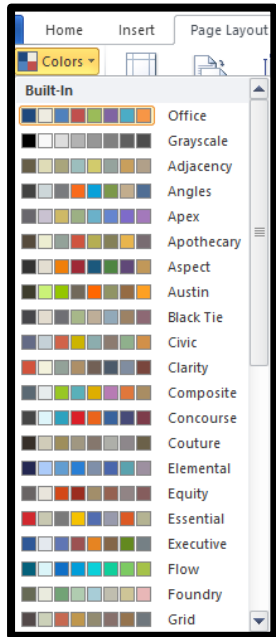 Home Insert Page Layout
Colors
Built-In
Office
Grayscale
Adjacency
Angles
Apex
Apothecary
Aspect
Austin
Black Tie
Civic
Clarity
Composite
Concourse
Couture
Elemental
Equity
Essential
Executive
Flow
Foundry
Grid